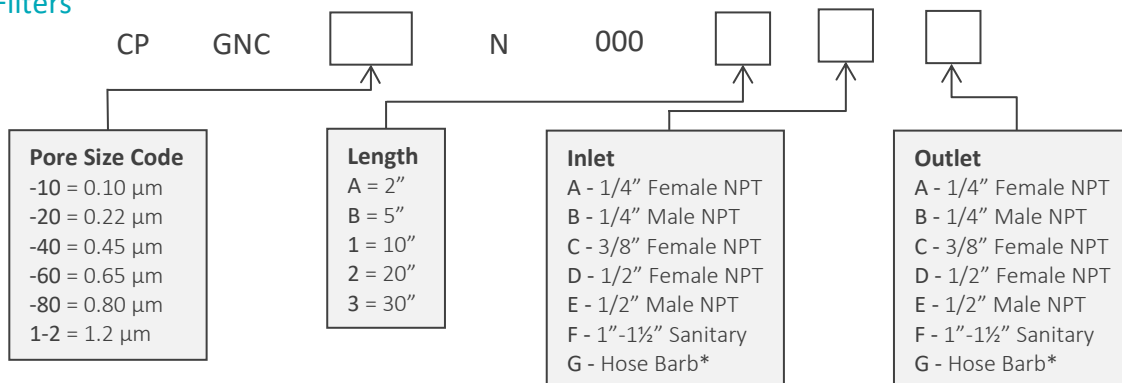 Filters
CP GNC N 000
Pore Size Code
-10 = 0.10 µm
-20 = 0.22 µm
-40 = 0.45 µm
-60 = 0.65 µm
-80 = 0.80 µm
1-2 = 1.2 µm
Length
A = 2”
B = 5”
1 = 10”
2 = 20”
3 = 30”
Inlet
A - 1/4” Female NPT
B - 1/4” Male NPT
C - 3/8” Female NPT
D - 1/2” Female NPT
E - 1/2” Male NPT
F - 1”-1½” Sanitary
G - Hose Barb*
Outlet
A - 1/4” Female NPT
B - 1/4” Male NPT
C - 3/8” Female NPT
D - 1/2” Female NPT
E - 1/2” Male NPT
F - 1”-1½” Sanitary
G - Hose Barb*